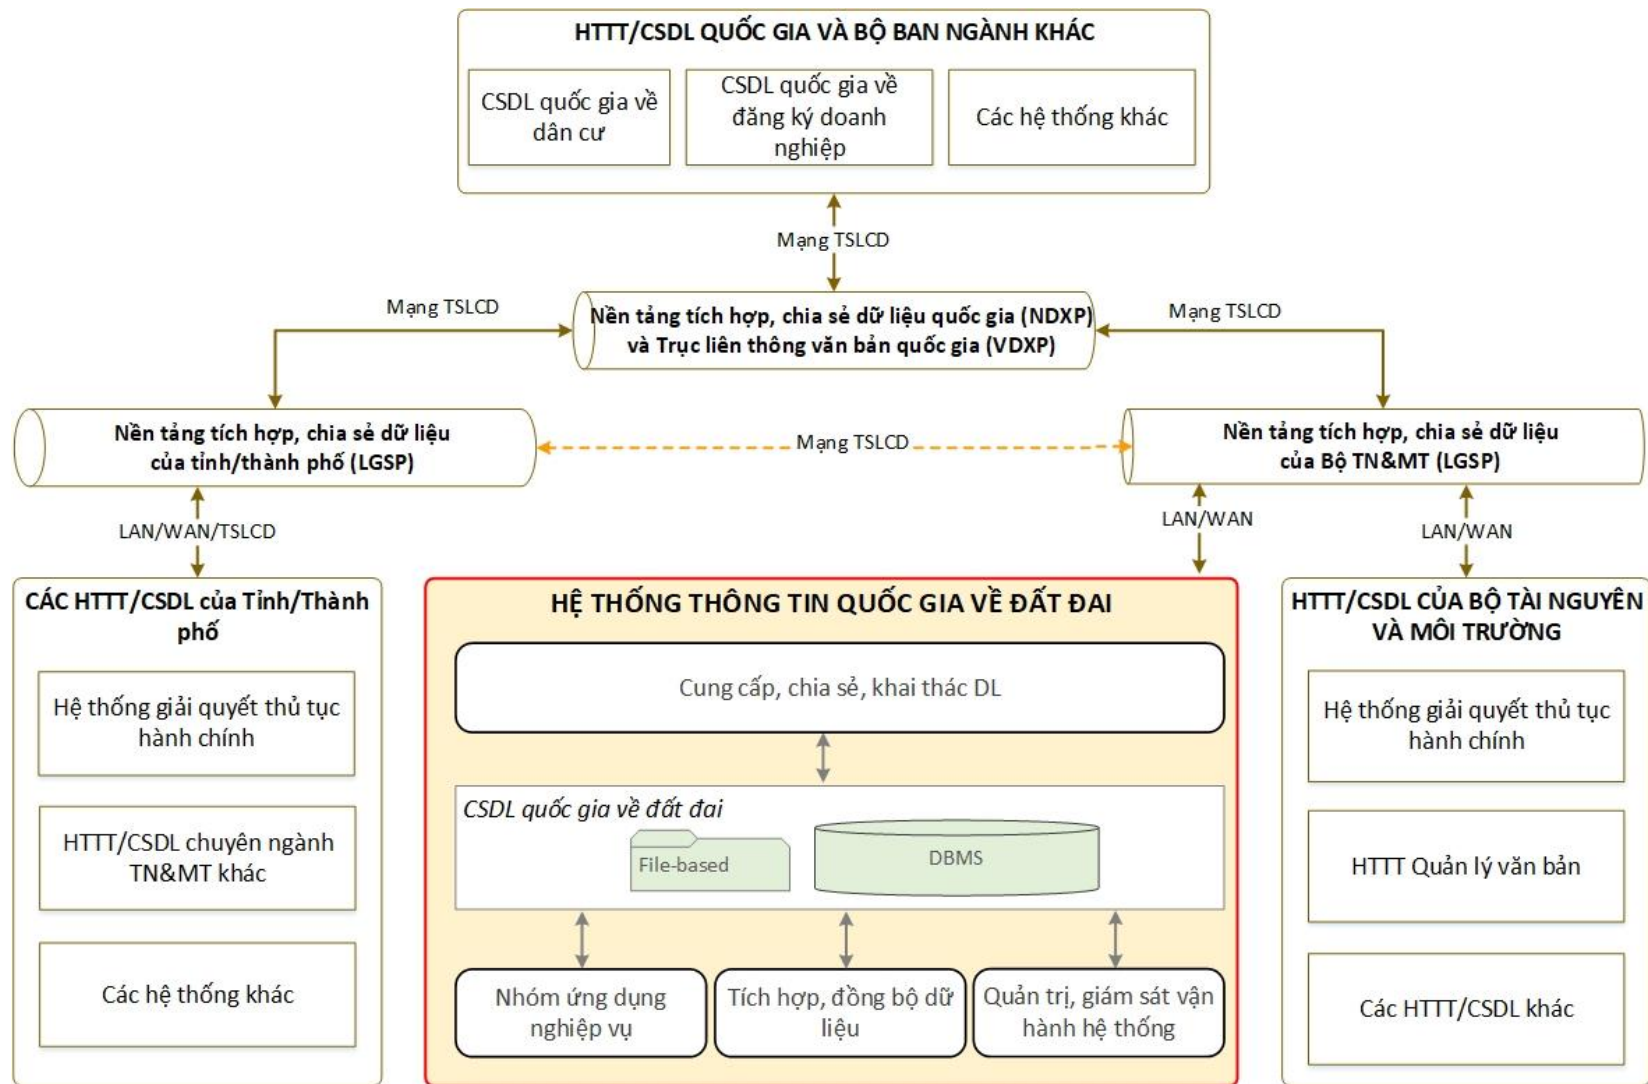 HTTT/CSDL QUỐC GIA VÀ BỘ BAN NGÀNH KHÁC
CSDL quốc gia về
dân cư
CSDL quốc gia về
đăng ký doanh
nghiệp
Các hệ thống khác
Mạng TSLCD
Mạng TSLCD
Nền tảng tích hợp, chia sẻ dữ liệu quốc gia (NDXP)
và Trục liên thông văn bản quốc gia (VDXP)
Mạng TSLCD
Nền tảng tích hợp, chia sẻ dữ liệu
của tỉnh/thành phố (LGSP)
Mạng TSLCD
Nền tảng tích hợp, chia sẻ dữ liệu
của Bộ TN&MT (LGSP)
LAN/WAN/TSLCD
LAN/WAN
LAN/WAN
CÁC HTTT/CSDL của Tỉnh/Thành
phố
Hệ thống giải quyết thủ tục
hành chính
HTTT/CSDL chuyên ngành
TN&MT khác
Các hệ thống khác
HỆ THỐNG THÔNG TIN QUỐC GIA VỀ ĐẤT ĐAI
Cung cấp, chia sẻ, khai thác DL
CSDL quốc gia về đất đai
File-based
DBMS
Nhóm ứng dụng
nghiệp vụ
Tích hợp, đồng bộ dữ
liệu
Quản trị, giám sát vận
hành hệ thống
HTTT/CSDL CỦA BỘ TÀI NGUYÊN
VÀ MÔI TRƯỜNG
Hệ thống giải quyết thủ tục
hành chính
HTTT Quản lý văn bản
Các HTTT/CSDL khác